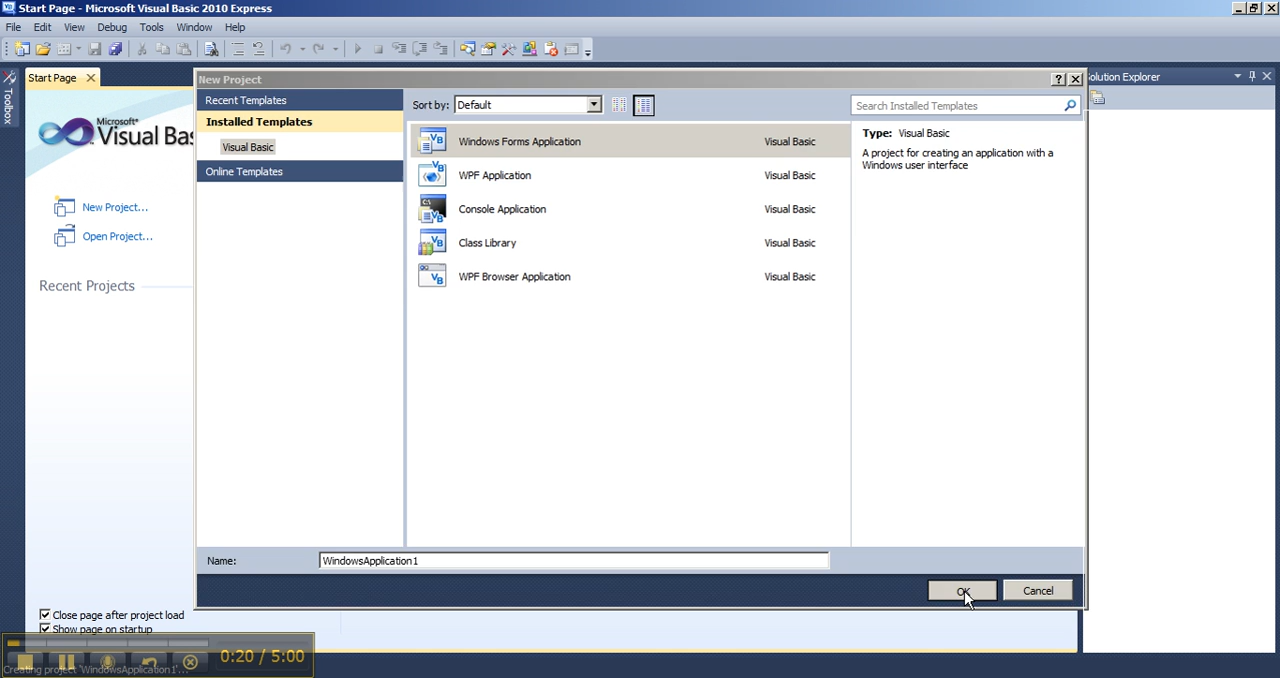 Start Page - Microsoft Visual Basic 2010 Express
File Edit View Debug Tools Window Help
Toolbox
Start Page
Microsoft
Visual Bas
New Project...
Open Project...
Recent Projects
Close page after project load
Show page on startup
New Project
Recent Templates
Installed Templates
Visual Basic
Online Templates
Sort by: Default
Search Installed Templates
Windows Forms Application Visual Basic
WPF Application Visual Basic
Console Application Visual Basic
Class Library Visual Basic
WPF Browser Application Visual Basic
Type: Visual Basic
A project for creating an application with a
Windows user interface
Name: WindowsApplication1
OK Cancel
olution Explorer
0:20 / 5:00
Creating project 'WindowsApplication1'...